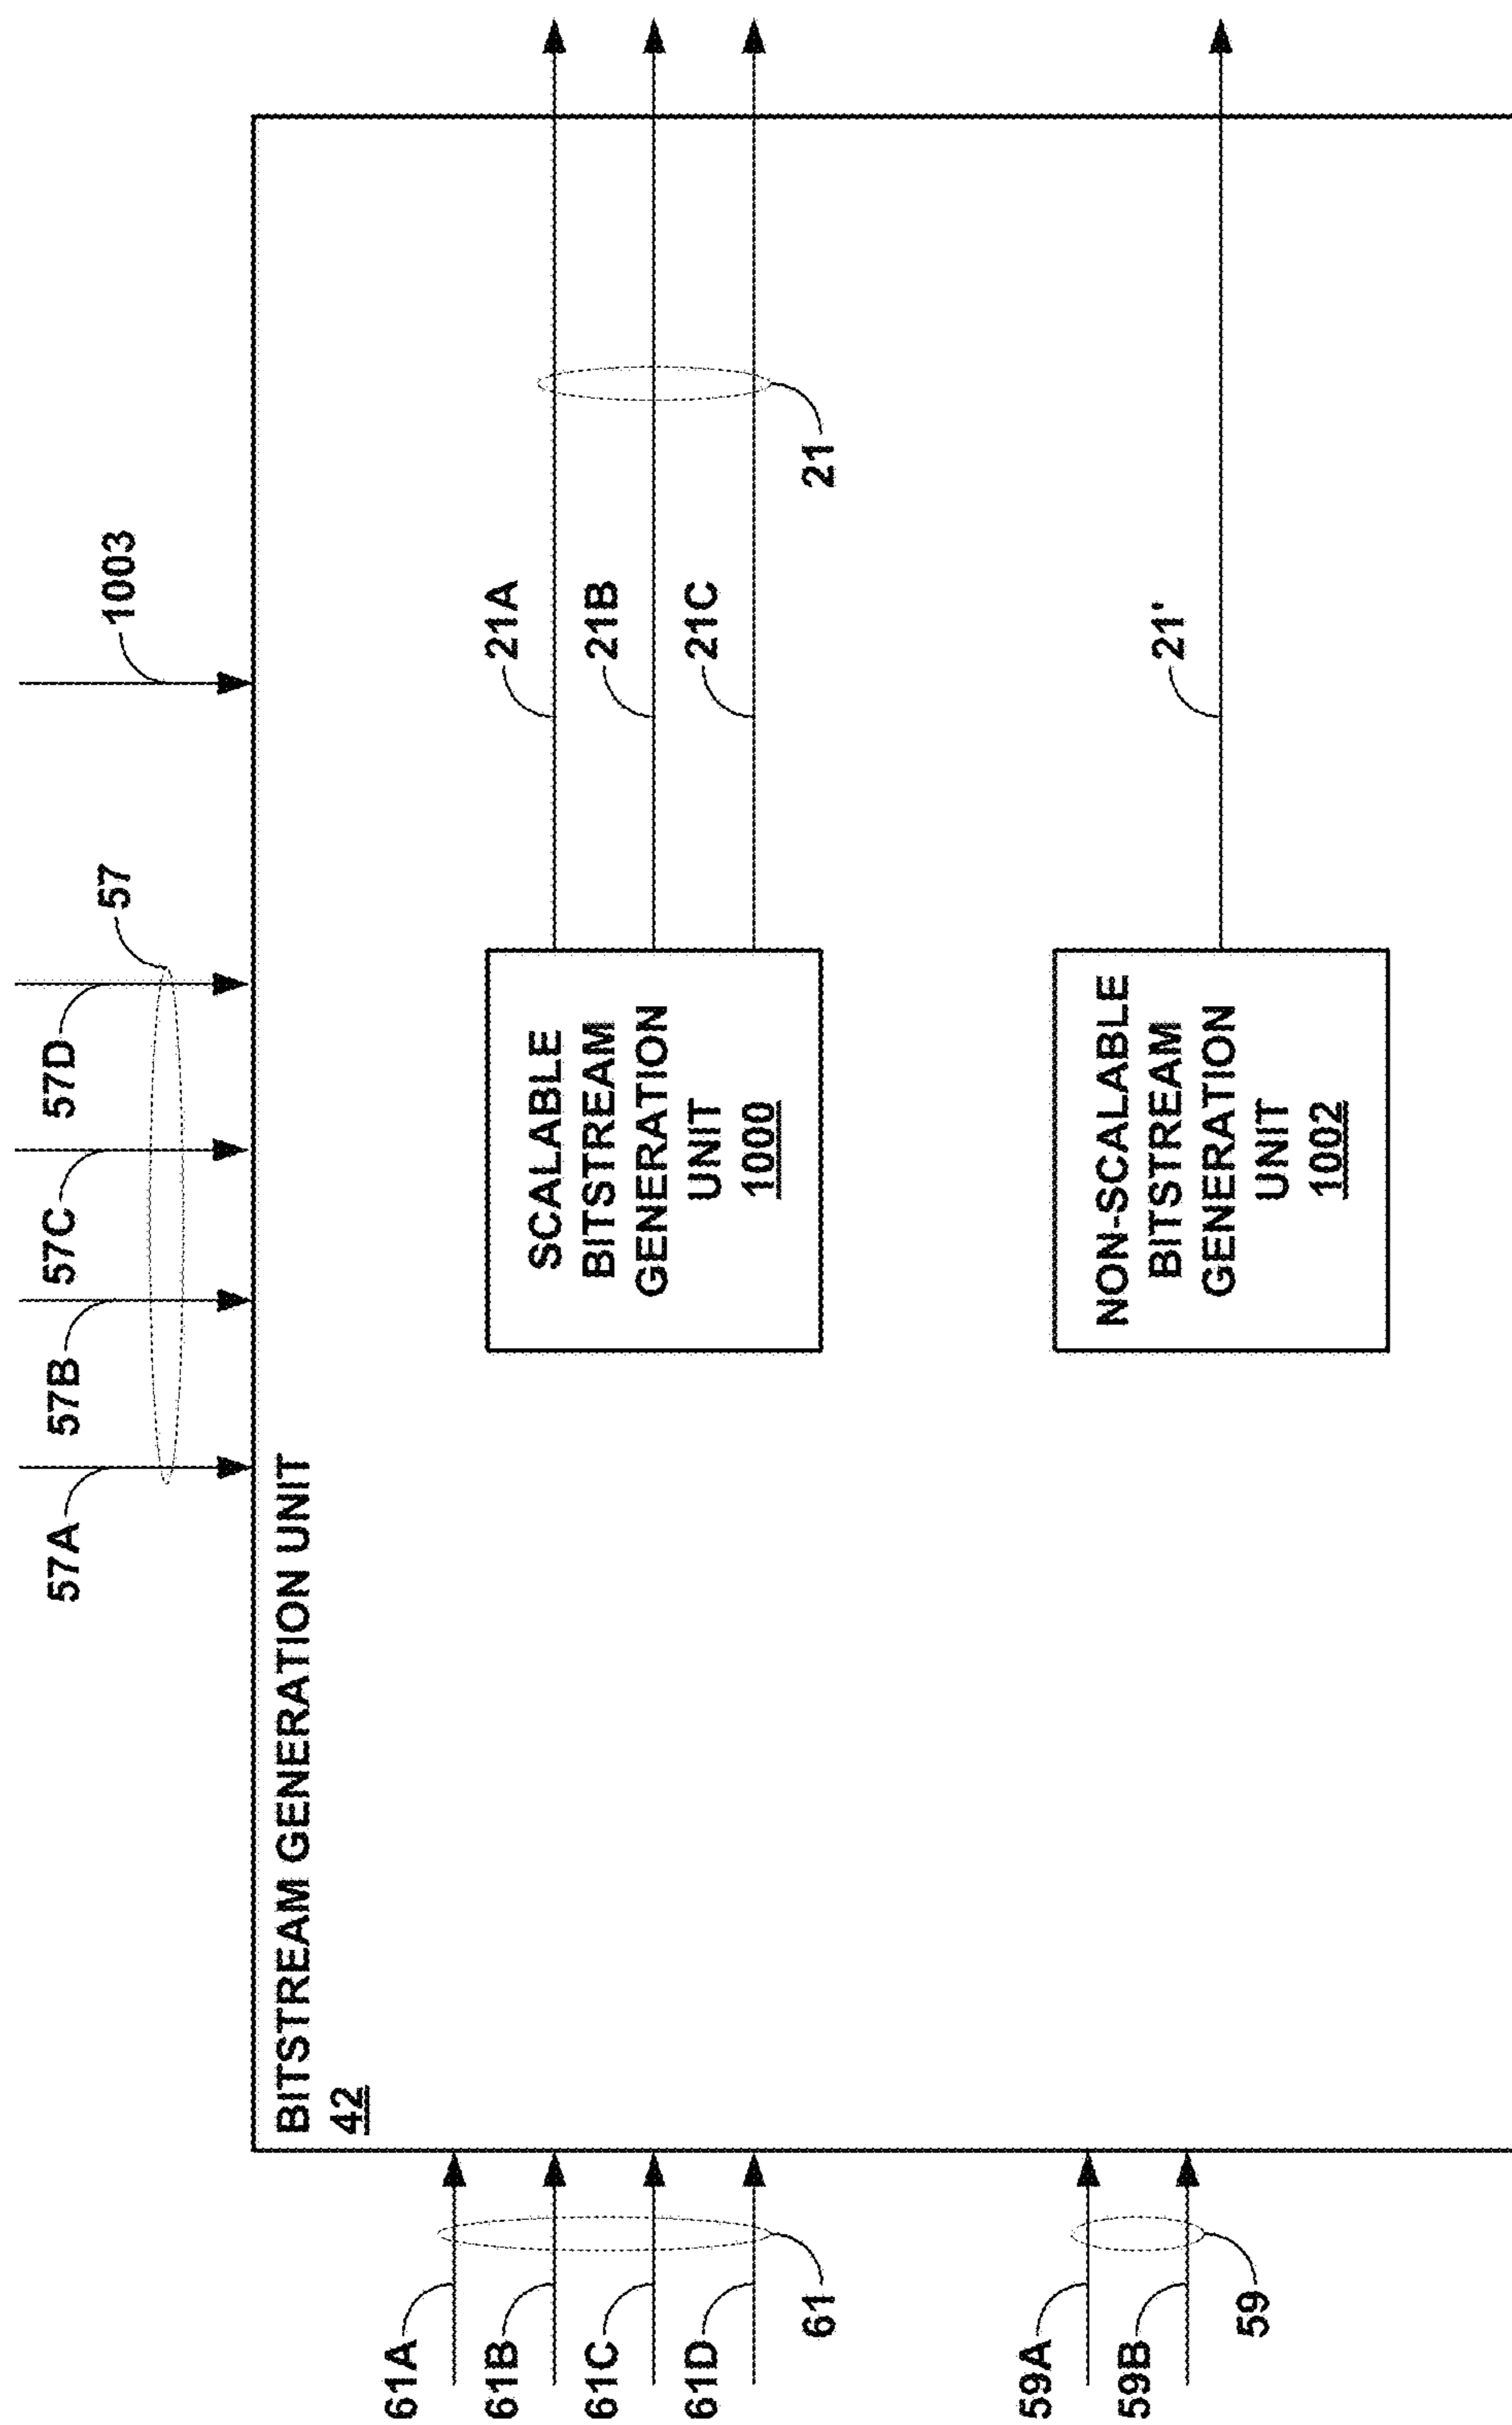 57A
57B
57C
57D
57
1003
BITSTREAM GENERATION UNIT
42
61A
61B
61C
61D
61
59A
59B
59
SCALABLE
BITSTREAM
GENERATION
UNIT
1000
21A
21B
21C
21
NON-SCALABLE
BITSTREAM
GENERATION
UNIT
1002
21'